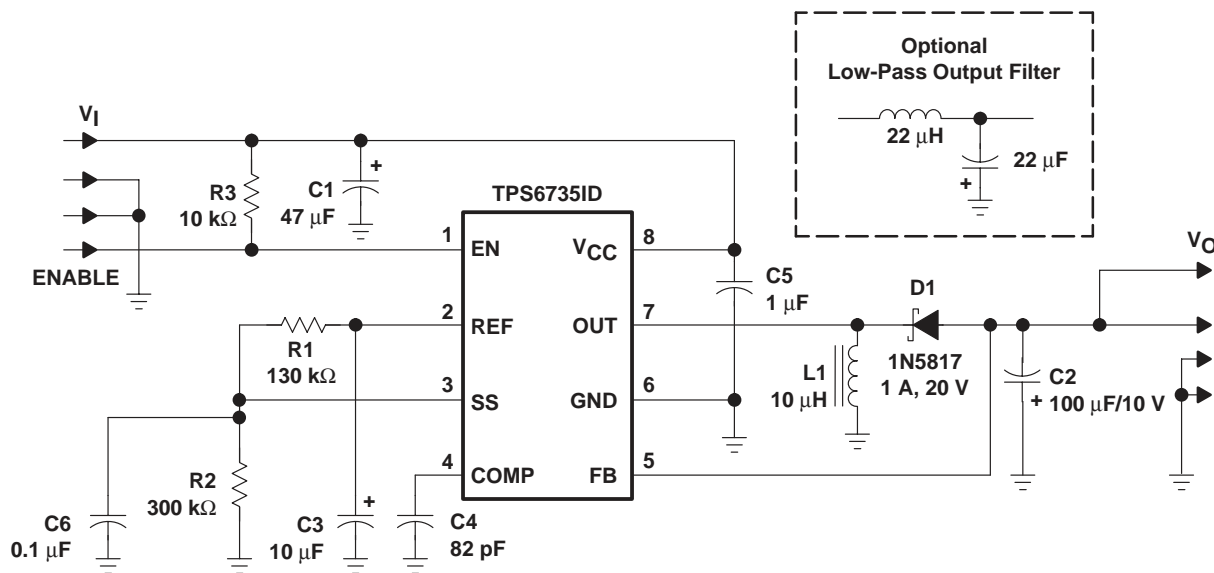 Optional
Low-Pass Output Filter
22 μH
22 μF
+
VI
R3
10 kΩ
C1
47 μF
+
ENABLE
TPS6735ID
1
EN
2
REF
3
SS
4
COMP
VCC
8
OUT
7
GND
6
FB
5
C5
1 μF
R1
130 kΩ
R2
300 kΩ
C6
0.1 μF
C3
10 μF
+
C4
82 pF
L1
10 μH
D1
1N5817
1 A, 20 V
C2
+ 100 μF/10 V
VO